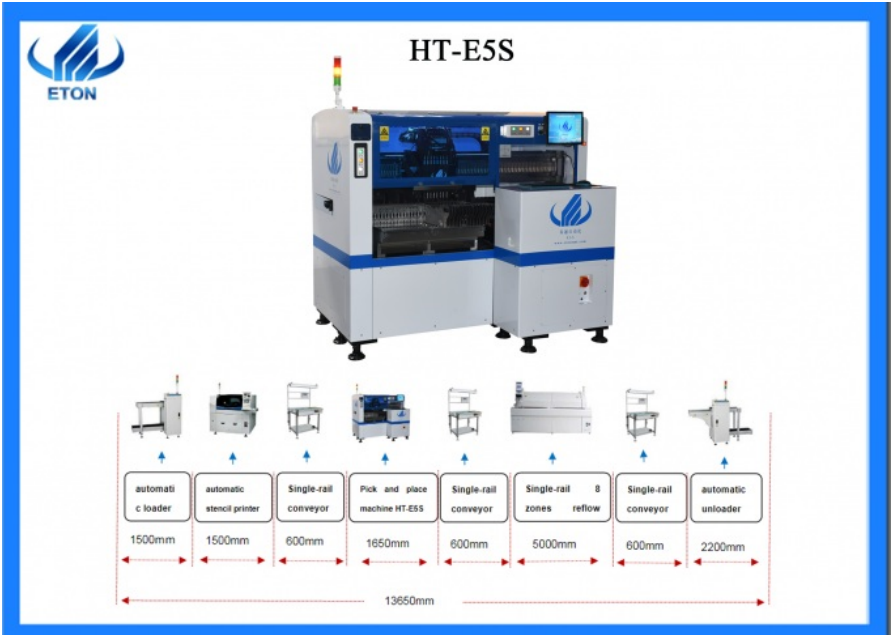 HT-E5S
ETON
automati
c loader
automatic
stencil printer
Single-rail
conveyor
Pick and place
machine HT-E5S
Single-rail
conveyor
Single-rail 8
zones reflow
Single-rail
conveyor
automatic
unloader
1500mm
1500mm
600mm
1650mm
600mm
5000mm
600mm
2200mm
13650mm